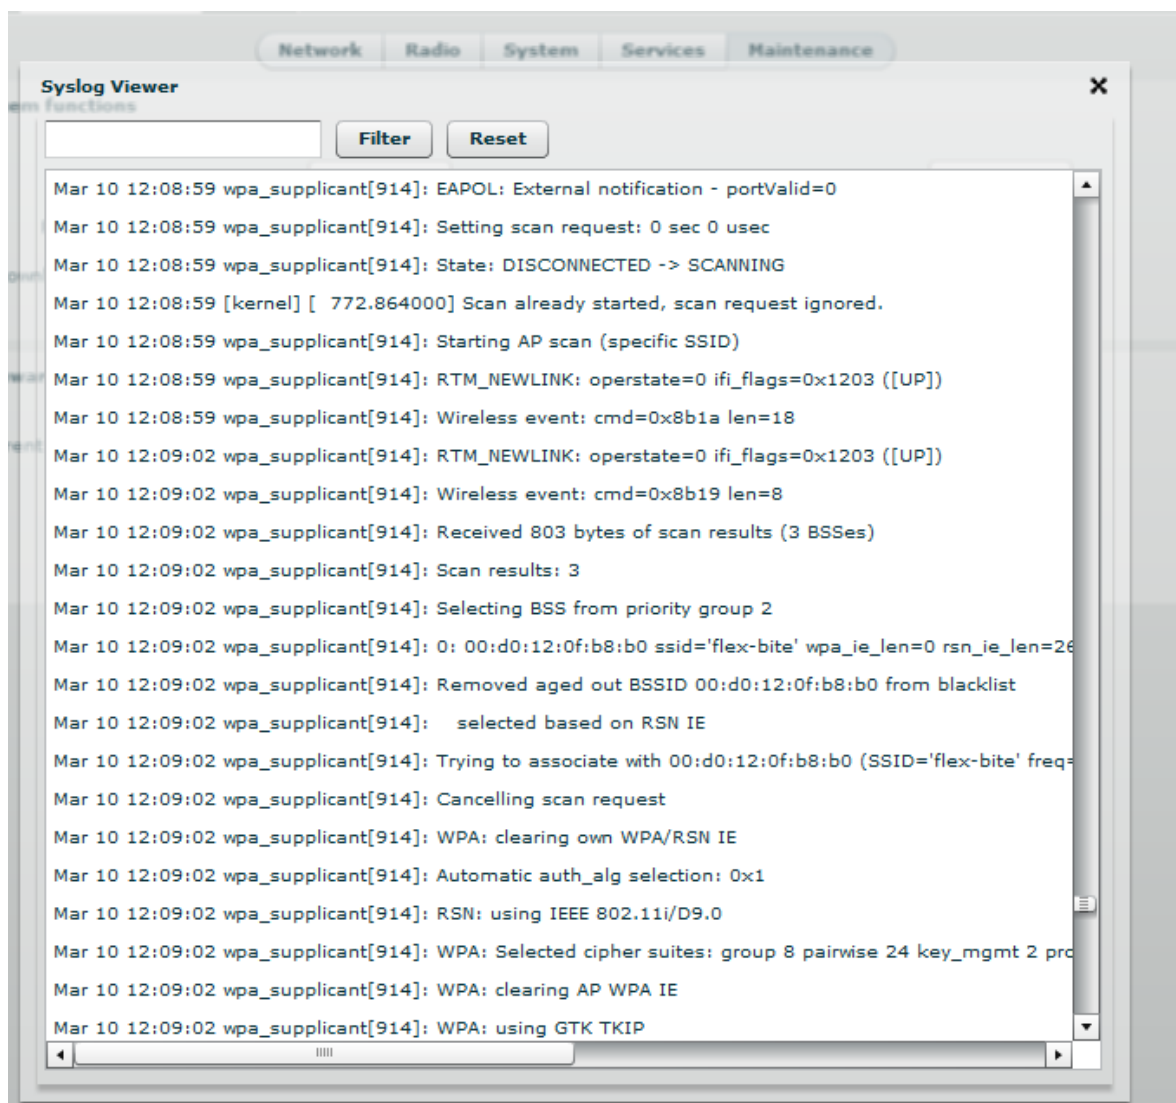 Network Radio System Services Maintenance
Syslog Viewer
em functions
Filter Reset
Mar 10 12:08:59 wpa_supplicant[914]: EAPOL: External notification - portValid=0
Mar 10 12:08:59 wpa_supplicant[914]: Setting scan request: 0 sec 0 usec
Mar 10 12:08:59 wpa_supplicant[914]: State: DISCONNECTED -> SCANNING
Mar 10 12:08:59 [kernel] [  772.864000] Scan already started, scan request ignored.
Mar 10 12:08:59 wpa_supplicant[914]: Starting AP scan (specific SSID)
Mar 10 12:08:59 wpa_supplicant[914]: RTM_NEWLINK: operstate=0 ifi_flags=0x1203 ([UP])
Mar 10 12:08:59 wpa_supplicant[914]: Wireless event: cmd=0x8b1a len=18
Mar 10 12:09:02 wpa_supplicant[914]: RTM_NEWLINK: operstate=0 ifi_flags=0x1203 ([UP])
Mar 10 12:09:02 wpa_supplicant[914]: Wireless event: cmd=0x8b19 len=8
Mar 10 12:09:02 wpa_supplicant[914]: Received 803 bytes of scan results (3 BSSes)
Mar 10 12:09:02 wpa_supplicant[914]: Scan results: 3
Mar 10 12:09:02 wpa_supplicant[914]: Selecting BSS from priority group 2
Mar 10 12:09:02 wpa_supplicant[914]: 0: 00:d0:12:0f:b8:b0 ssid='flex-bite' wpa_ie_len=0 rsn_ie_len=26
Mar 10 12:09:02 wpa_supplicant[914]: Removed aged out BSSID 00:d0:12:0f:b8:b0 from blacklist
Mar 10 12:09:02 wpa_supplicant[914]:   selected based on RSN IE
Mar 10 12:09:02 wpa_supplicant[914]: Trying to associate with 00:d0:12:0f:b8:b0 (SSID='flex-bite' freq=
Mar 10 12:09:02 wpa_supplicant[914]: Cancelling scan request
Mar 10 12:09:02 wpa_supplicant[914]: WPA: clearing own WPA/RSN IE
Mar 10 12:09:02 wpa_supplicant[914]: Automatic auth_alg selection: 0x1
Mar 10 12:09:02 wpa_supplicant[914]: RSN: using IEEE 802.11i/D9.0
Mar 10 12:09:02 wpa_supplicant[914]: WPA: Selected cipher suites: group 8 pairwise 24 key_mgmt 2 pro
Mar 10 12:09:02 wpa_supplicant[914]: WPA: clearing AP WPA IE
Mar 10 12:09:02 wpa_supplicant[914]: WPA: using GTK TKIP